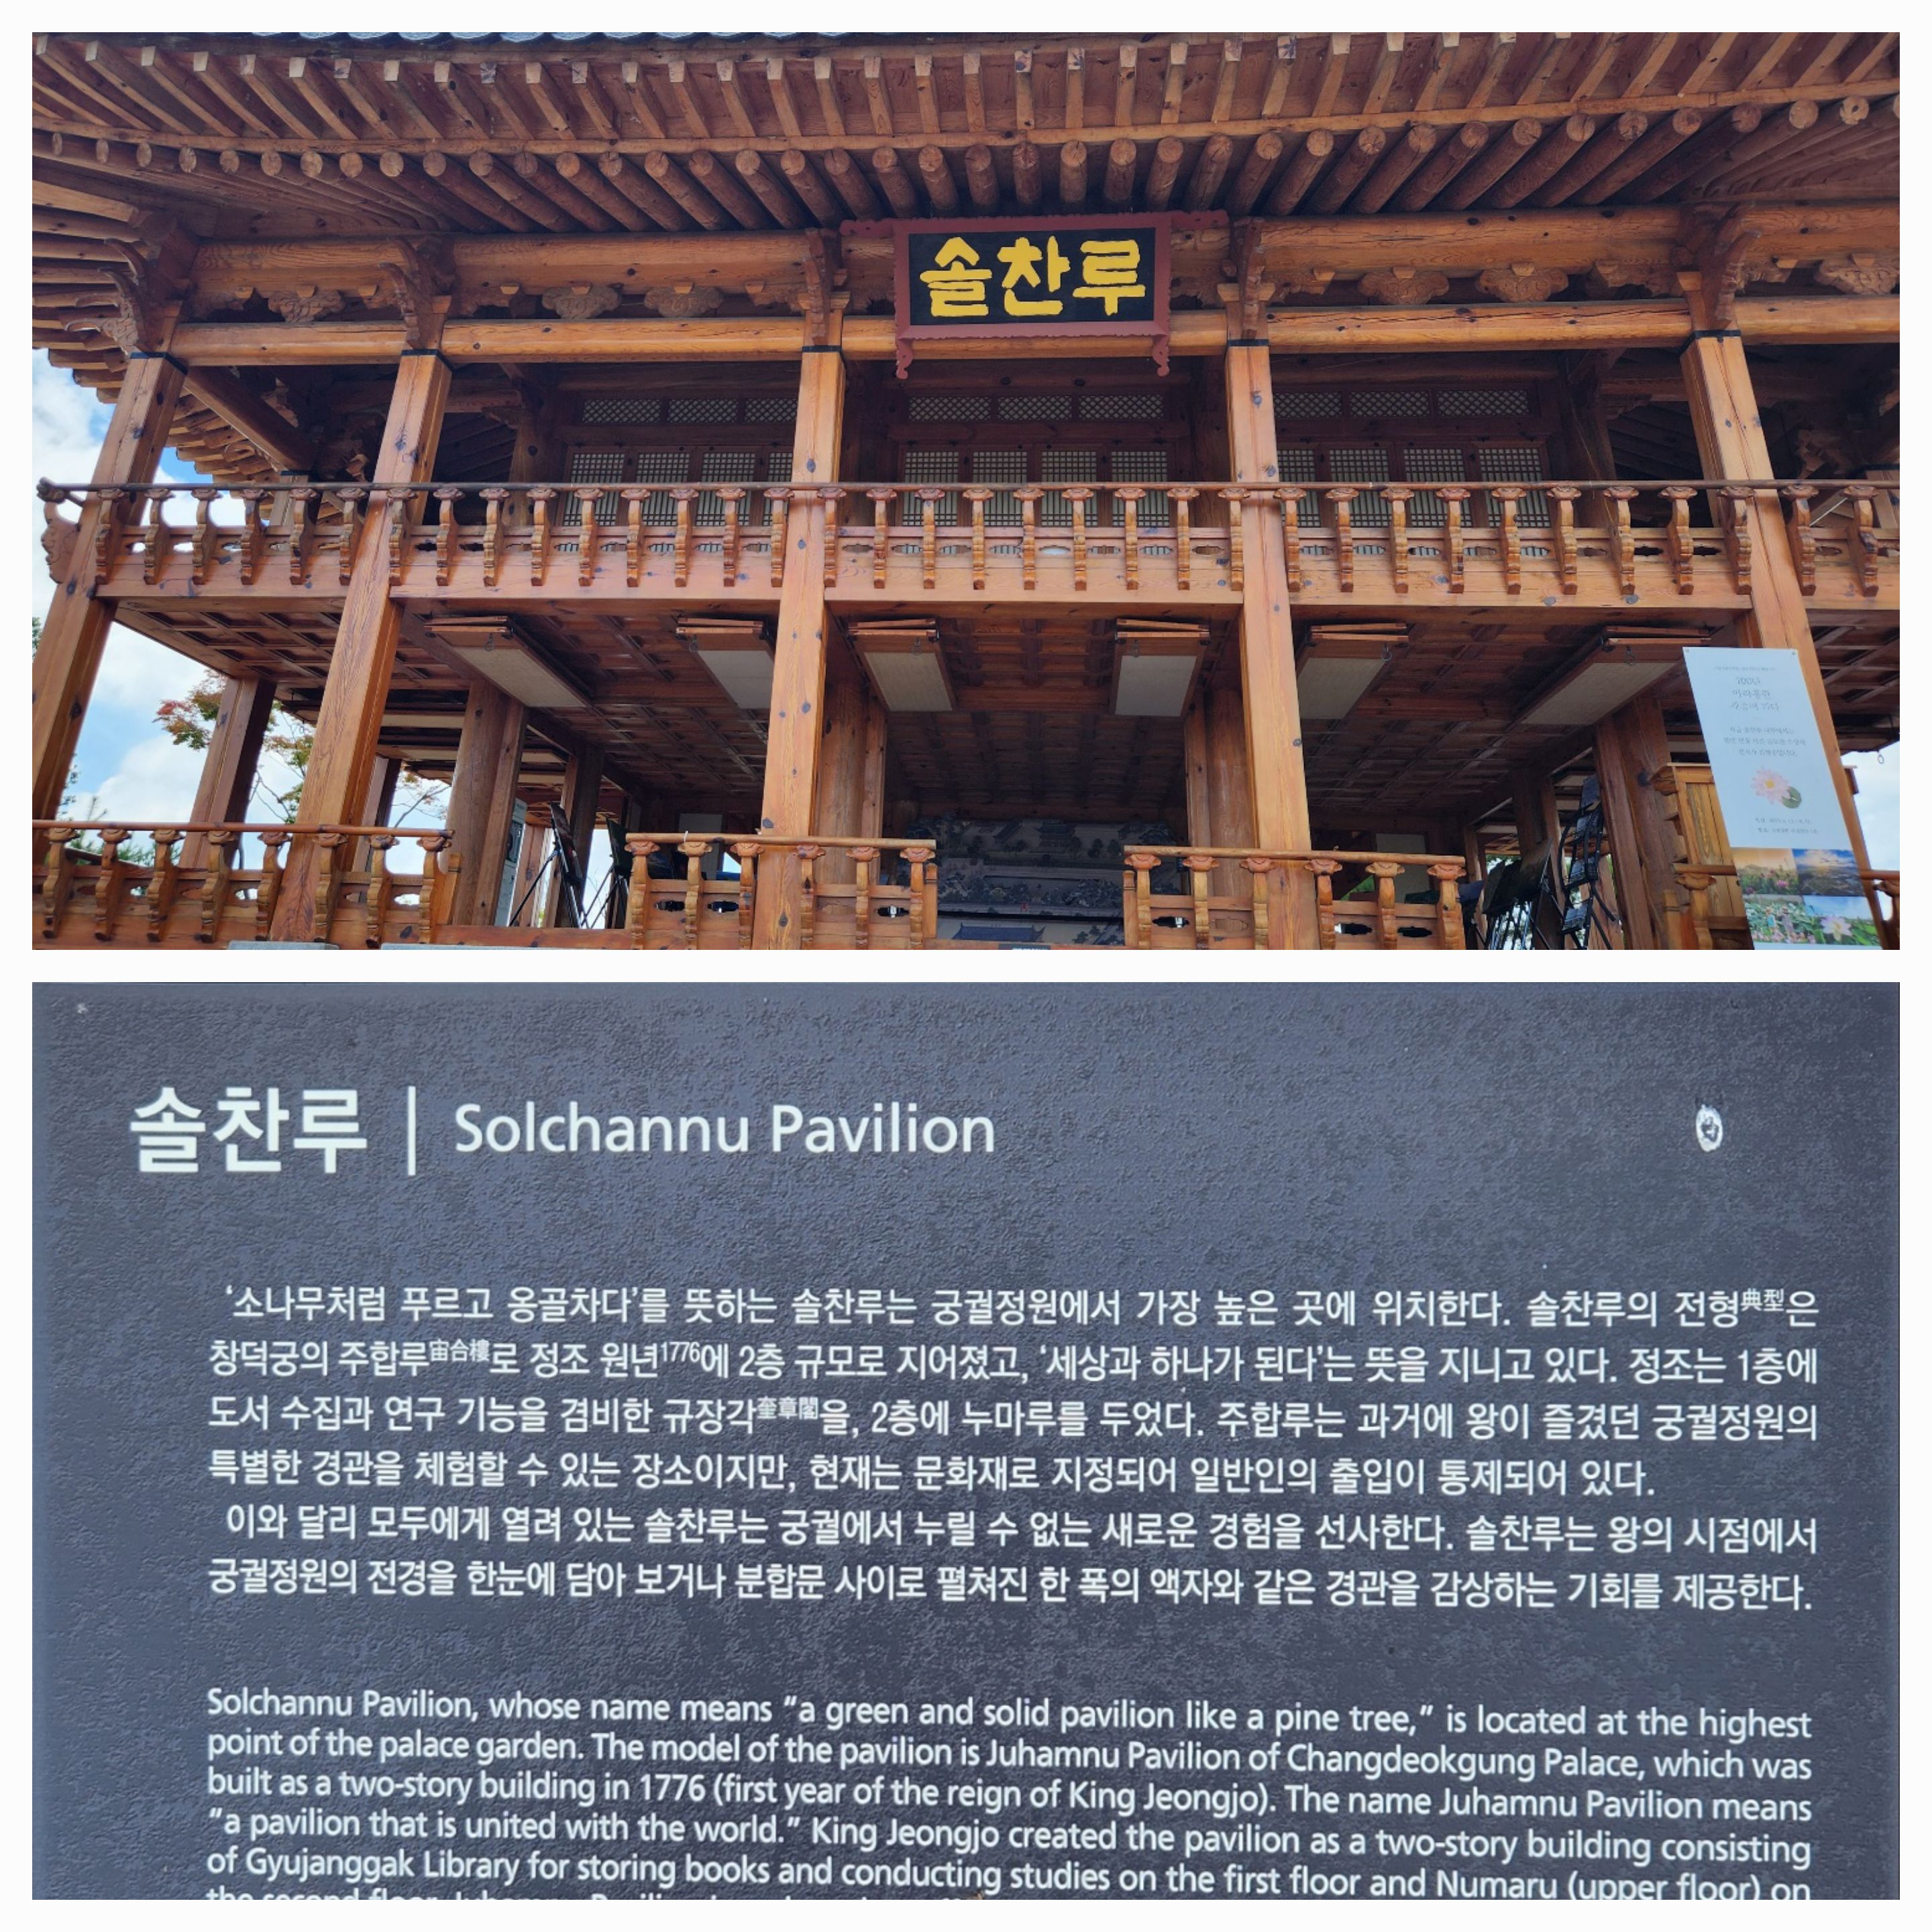 솔찬루
솔찬루 | Solchannu Pavilion
‘소나무처럼 푸르고 옹골차다’를 뜻하는 솔찬루는 궁궐정원에서 가장 높은 곳에 위치한다. 솔찬루의 전형典型은
창덕궁의 주합루宙合樓로 정조 원년1776에 2층 규모로 지어졌고, ‘세상과 하나가 된다’는 뜻을 지니고 있다. 정조는 1층에
도서 수집과 연구 기능을 겸비한 규장각奎章閣을, 2층에 누마루를 두었다. 주합루는 과거에 왕이 즐겼던 궁궐정원의
특별한 경관을 체험할 수 있는 장소이지만, 현재는 문화재로 지정되어 일반인의 출입이 통제되어 있다.
이와 달리 모두에게 열려 있는 솔찬루는 궁궐에서 누릴 수 없는 새로운 경험을 선사한다. 솔찬루는 왕의 시점에서
궁궐정원의 전경을 한눈에 담아 보거나 분합문 사이로 펼쳐진 한 폭의 액자와 같은 경관을 감상하는 기회를 제공한다.
Solchannu Pavilion, whose name means “a green and solid pavilion like a pine tree,” is located at the highest
point of the palace garden. The model of the pavilion is Juhamnu Pavilion of Changdeokgung Palace, which was
built as a two-story building in 1776 (first year of the reign of King Jeongjo). The name Juhamnu Pavilion means
“a pavilion that is united with the world.” King Jeongjo created the pavilion as a two-story building consisting
of Gyujanggak Library for storing books and conducting studies on the first floor and Numaru (upper floor) on